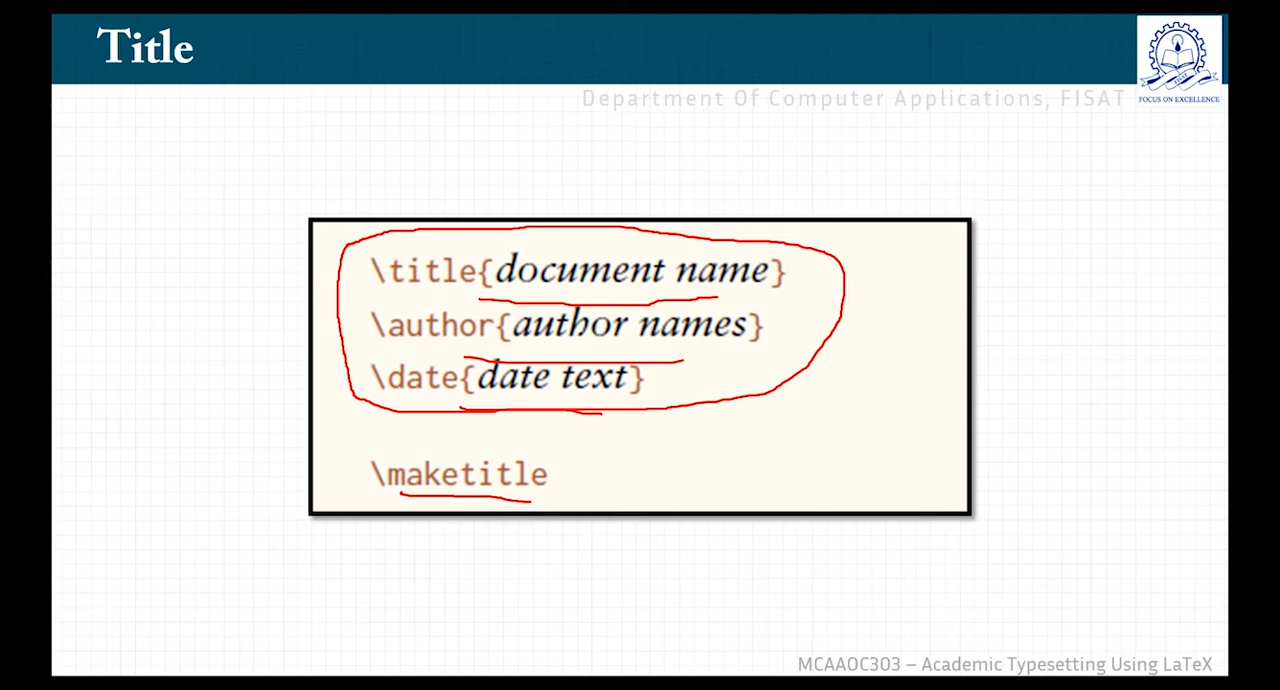 Title
Department Of Computer Applications, FISAT
FISAT
FOCUS ON EXCELLENCE
\title{document name}
\author{author names}
\date{date text}
\maketitle
MCAAOC303 – Academic Typesetting Using LaTeX